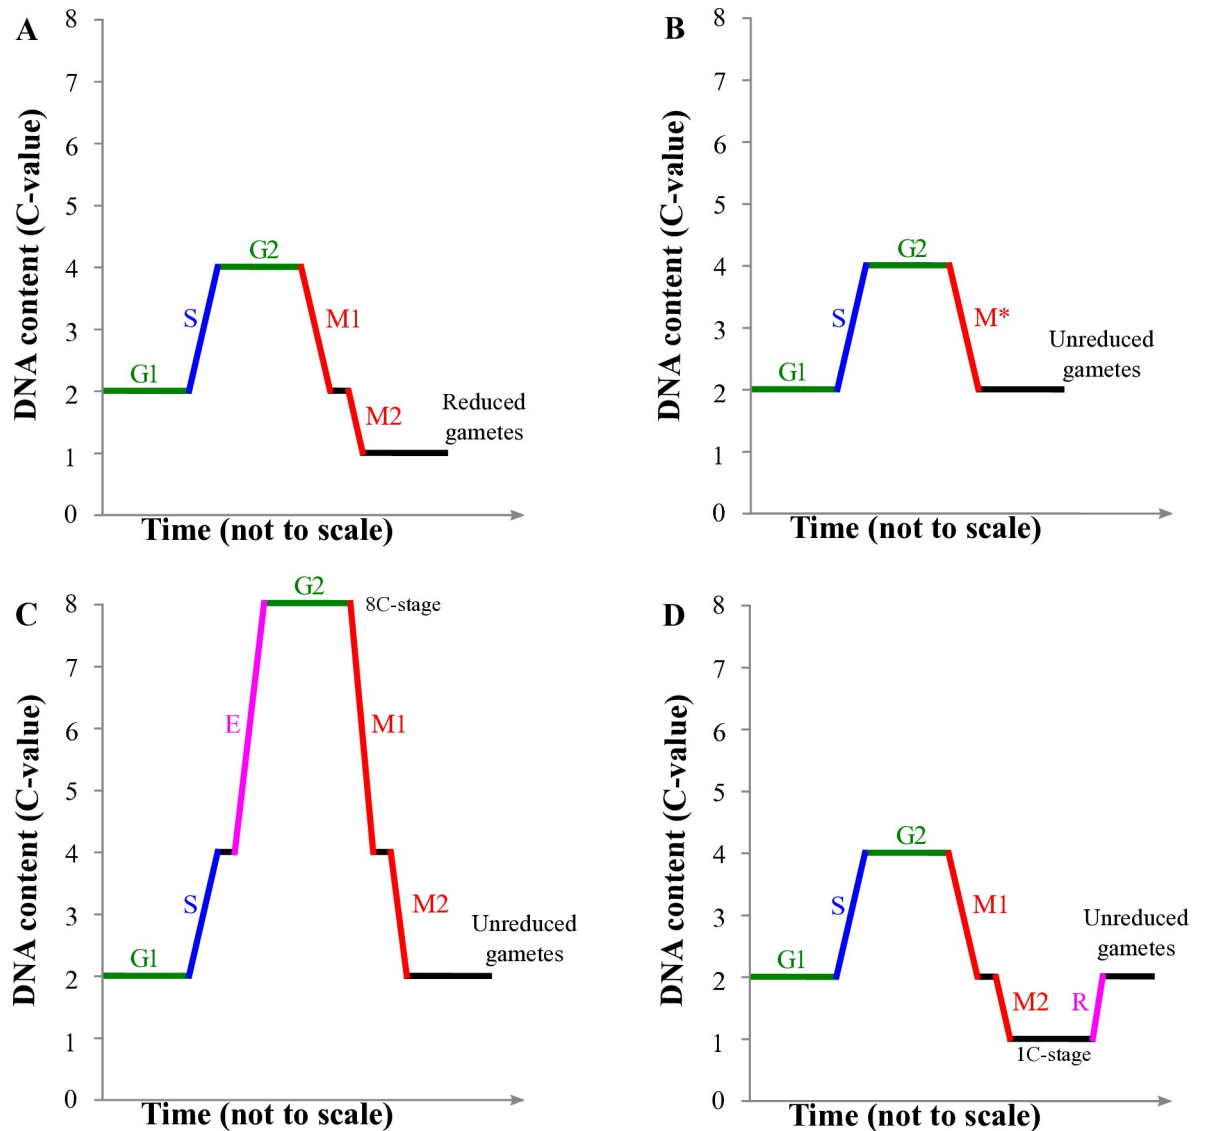 A
DNA content (C-value)
8
7
6
5
4
3
2
1
0
G1
S
G2
M1
M2
Reduced
gametes
Time (not to scale)
B
DNA content (C-value)
8
7
6
5
4
3
2
1
0
G1
S
G2
M*
Unreduced
gametes
Time (not to scale)
C
DNA content (C-value)
8
7
6
5
4
3
2
1
0
G1
S
E
G2
8C-stage
M1
M2
Unreduced
gametes
Time (not to scale)
D
DNA content (C-value)
8
7
6
5
4
3
2
1
0
G1
S
G2
M1
M2
1C-stage
R
Unreduced
gametes
Time (not to scale)